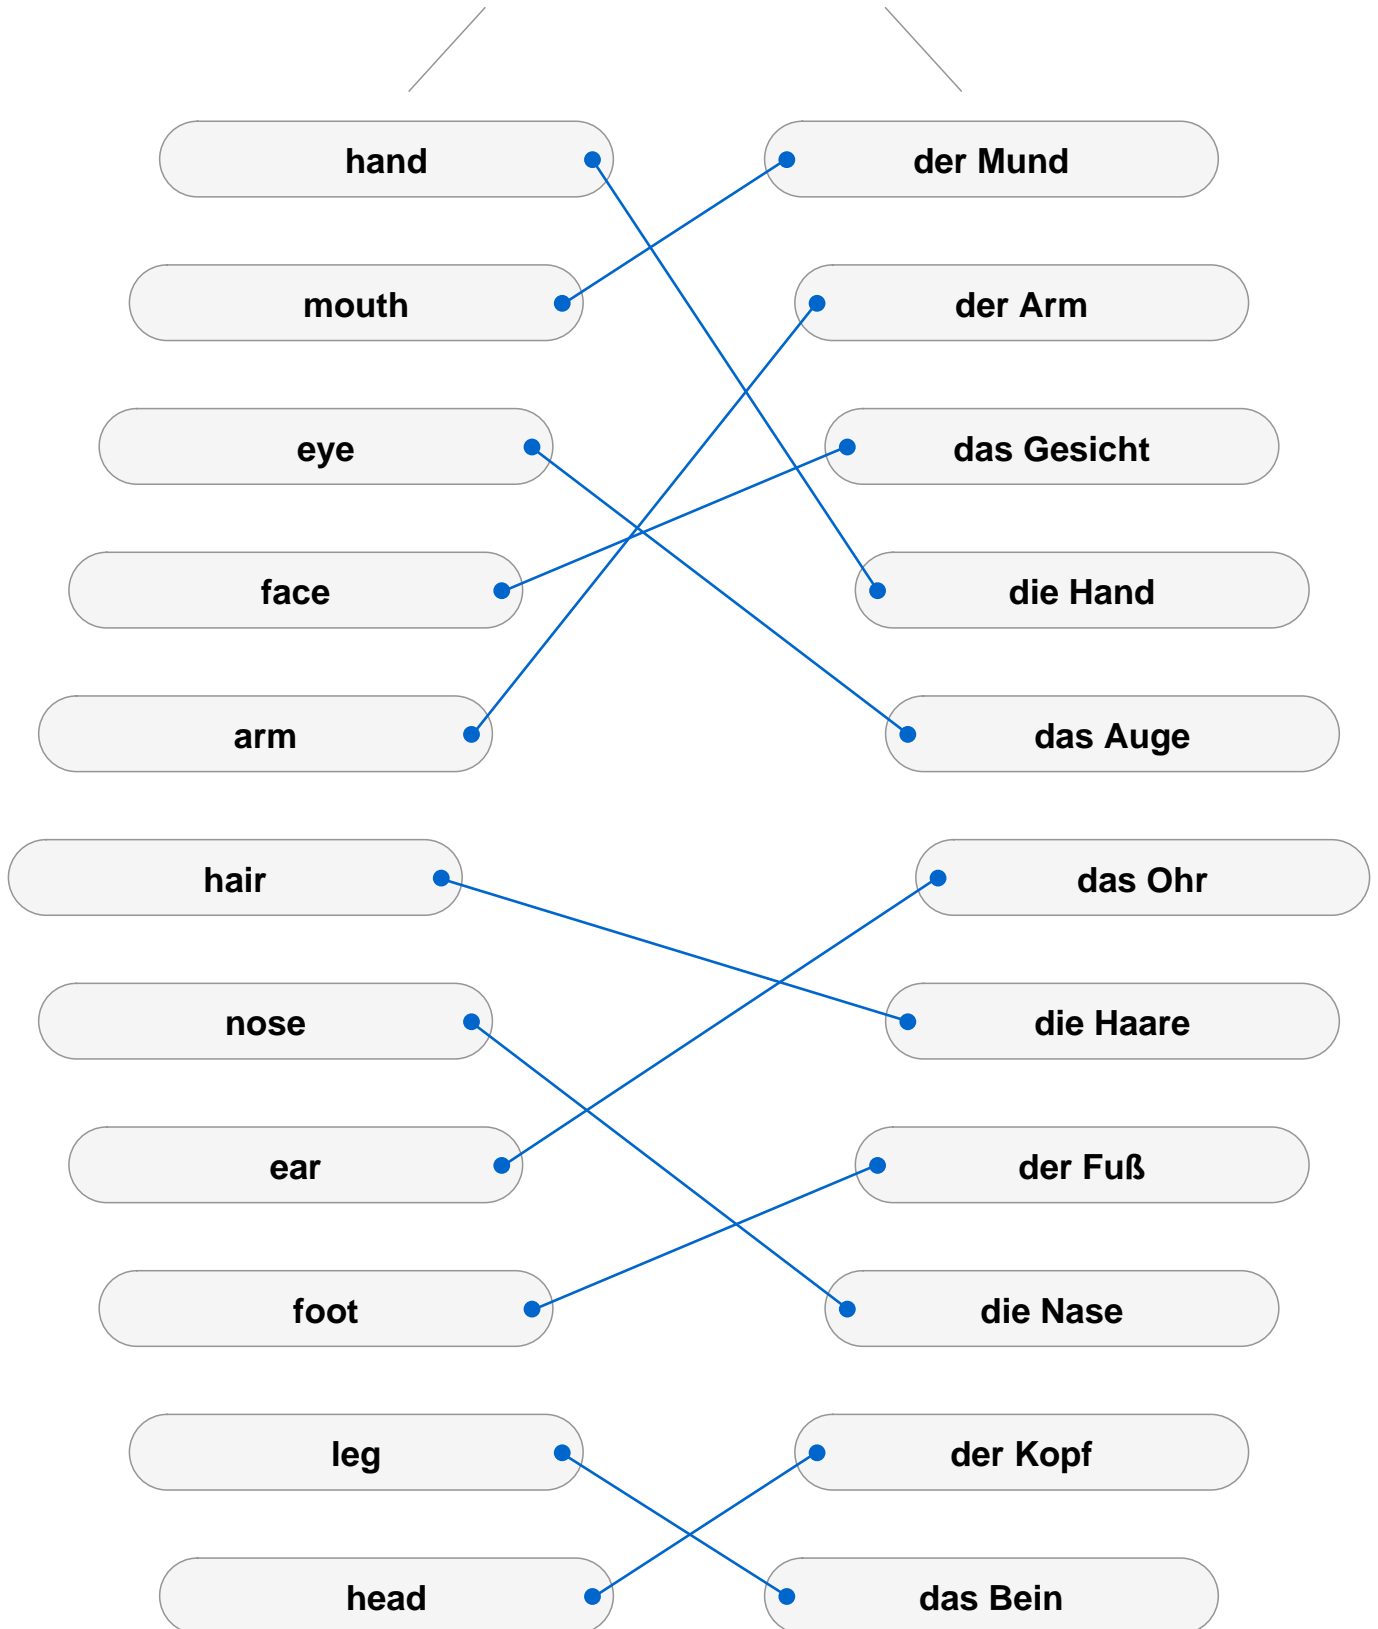 hand
der Mund
mouth
der Arm
eye
das Gesicht
face
die Hand
arm
das Auge
hair
das Ohr
nose
die Haare
ear
der Fuß
foot
die Nase
leg
der Kopf
head
das Bein